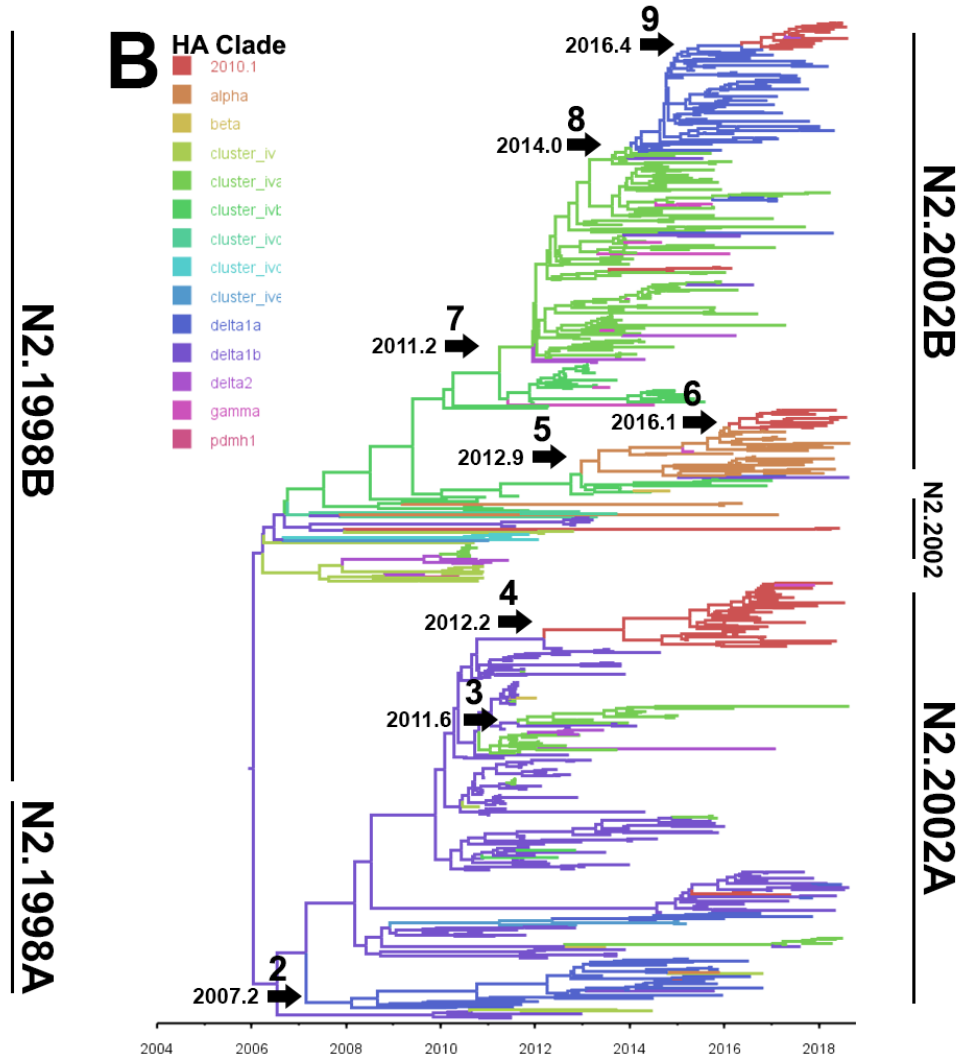 B
HA Clade
2010.1
alpha
beta
cluster_iv
cluster_iva
cluster_ivb
cluster_ivc
cluster_ivc
cluster_ive
delta1a
delta1b
delta2
gamma
pdmh1
9
2016.4
8
2014.0
7
2011.2
6
2016.1
5
2012.9
4
2012.2
3
2011.6
2
2007.2
N2.1998B
N2.1998A
N2.2002B
N2.2002
N2.2002A
2004 2006 2008 2010 2012 2014 2016 2018